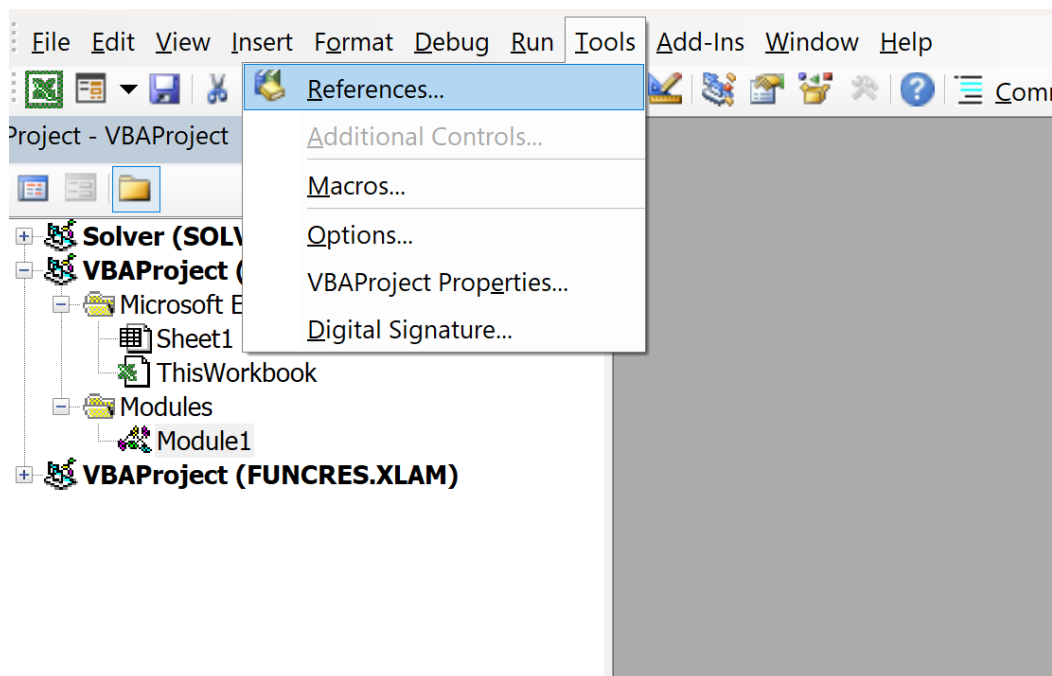 File Edit View Insert Format Debug Run Tools Add-Ins Window Help
References...
Additional Controls...
Macros...
Options...
VBAProject Properties...
Digital Signature...
Com
Project - VBAProject
Solver (SOLV
VBAProject (
Microsoft E
Sheet1
ThisWorkbook
Modules
Module1
VBAProject (FUNCRES.XLAM)